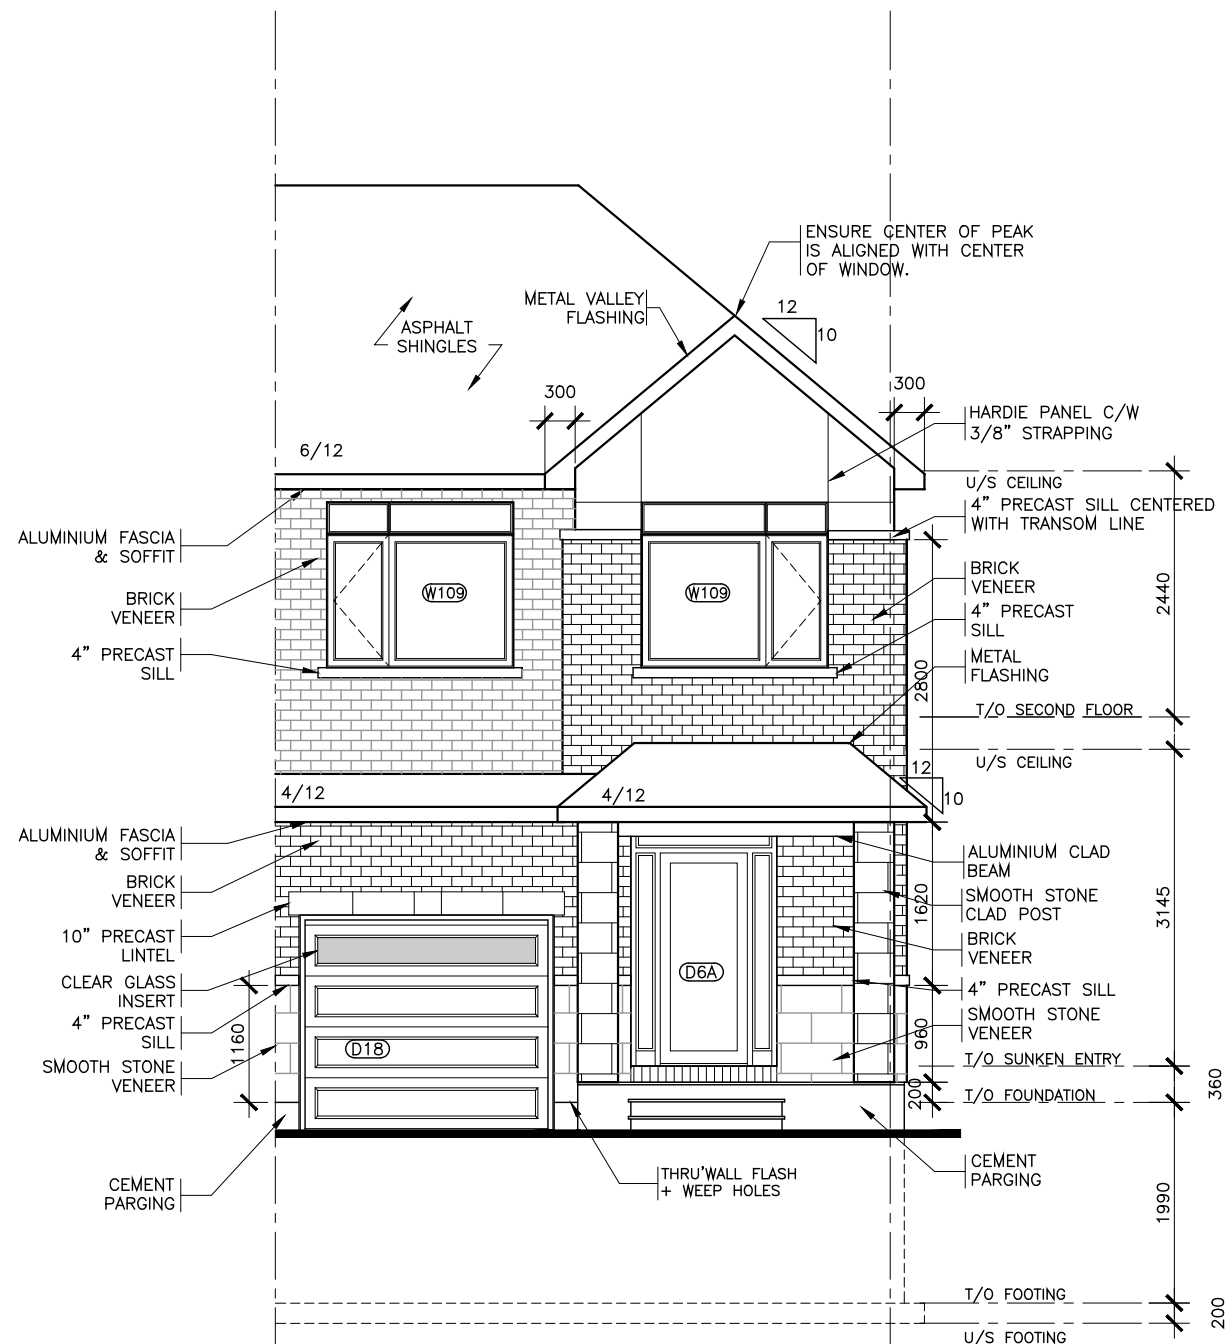 ENSURE CENTER OF PEAK
IS ALIGNED WITH CENTER
OF WINDOW.
METAL VALLEY
FLASHING
12
10
ASPHALT
SHINGLES
300
300
HARDIE PANEL C/W
3/8" STRAPPING
6/12
U/S CEILING
4" PRECAST SILL CENTERED
WITH TRANSOM LINE
ALUMINIUM FASCIA
& SOFFIT
BRICK
VENEER
4" PRECAST
SILL
W109
W109
BRICK
VENEER
4" PRECAST
SILL
METAL
FLASHING
2440
2800
T/O SECOND FLOOR
U/S CEILING
12
10
4/12
4/12
ALUMINIUM FASCIA
& SOFFIT
BRICK
VENEER
10" PRECAST
LINTEL
CLEAR GLASS
INSERT
4" PRECAST
SILL
SMOOTH STONE
VENEER
1160
D18
D6A
ALUMINIUM CLAD
BEAM
SMOOTH STONE
CLAD POST
BRICK
VENEER
4" PRECAST SILL
SMOOTH STONE
VENEER
1620
3145
960
T/O SUNKEN ENTRY
200
T/O FOUNDATION
360
CEMENT
PARGING
THRU'WALL FLASH
+ WEEP HOLES
CEMENT
PARGING
1990
T/O FOOTING
200
U/S FOOTING